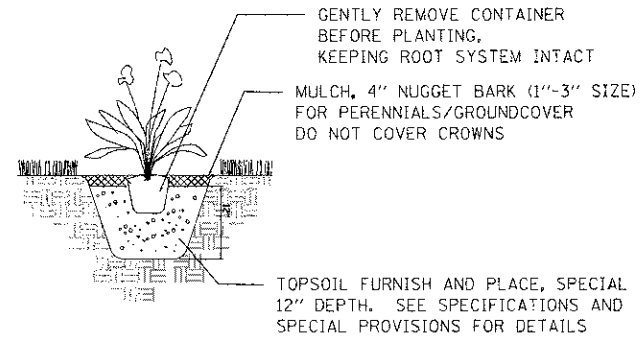 GENTLY REMOVE CONTAINER
BEFORE PLANTING,
KEEPING ROOT SYSTEM INTACT
MULCH, 4" NUGGET BARK (1"-3" SIZE)
FOR PERENNIALS/GROUNDCOVER
DO NOT COVER CROWNS
TOPSOIL FURNISH AND PLACE, SPECIAL
12" DEPTH. SEE SPECIFICATIONS AND
SPECIAL PROVISIONS FOR DETAILS